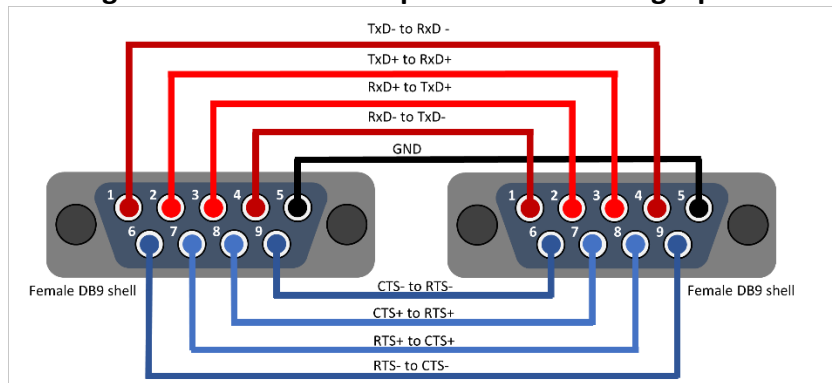 TxD- to RxD -
TxD+ to RxD+
RxD+ to TxD+
RxD- to TxD-
GND
1 2 3 4 5 1 2 3 4 5
6 7 8 9 6 7 8 9
Female DB9 shell Female DB9 shell
CTS- to RTS-
CTS+ to RTS+
RTS+ to CTS+
RTS- to CTS-